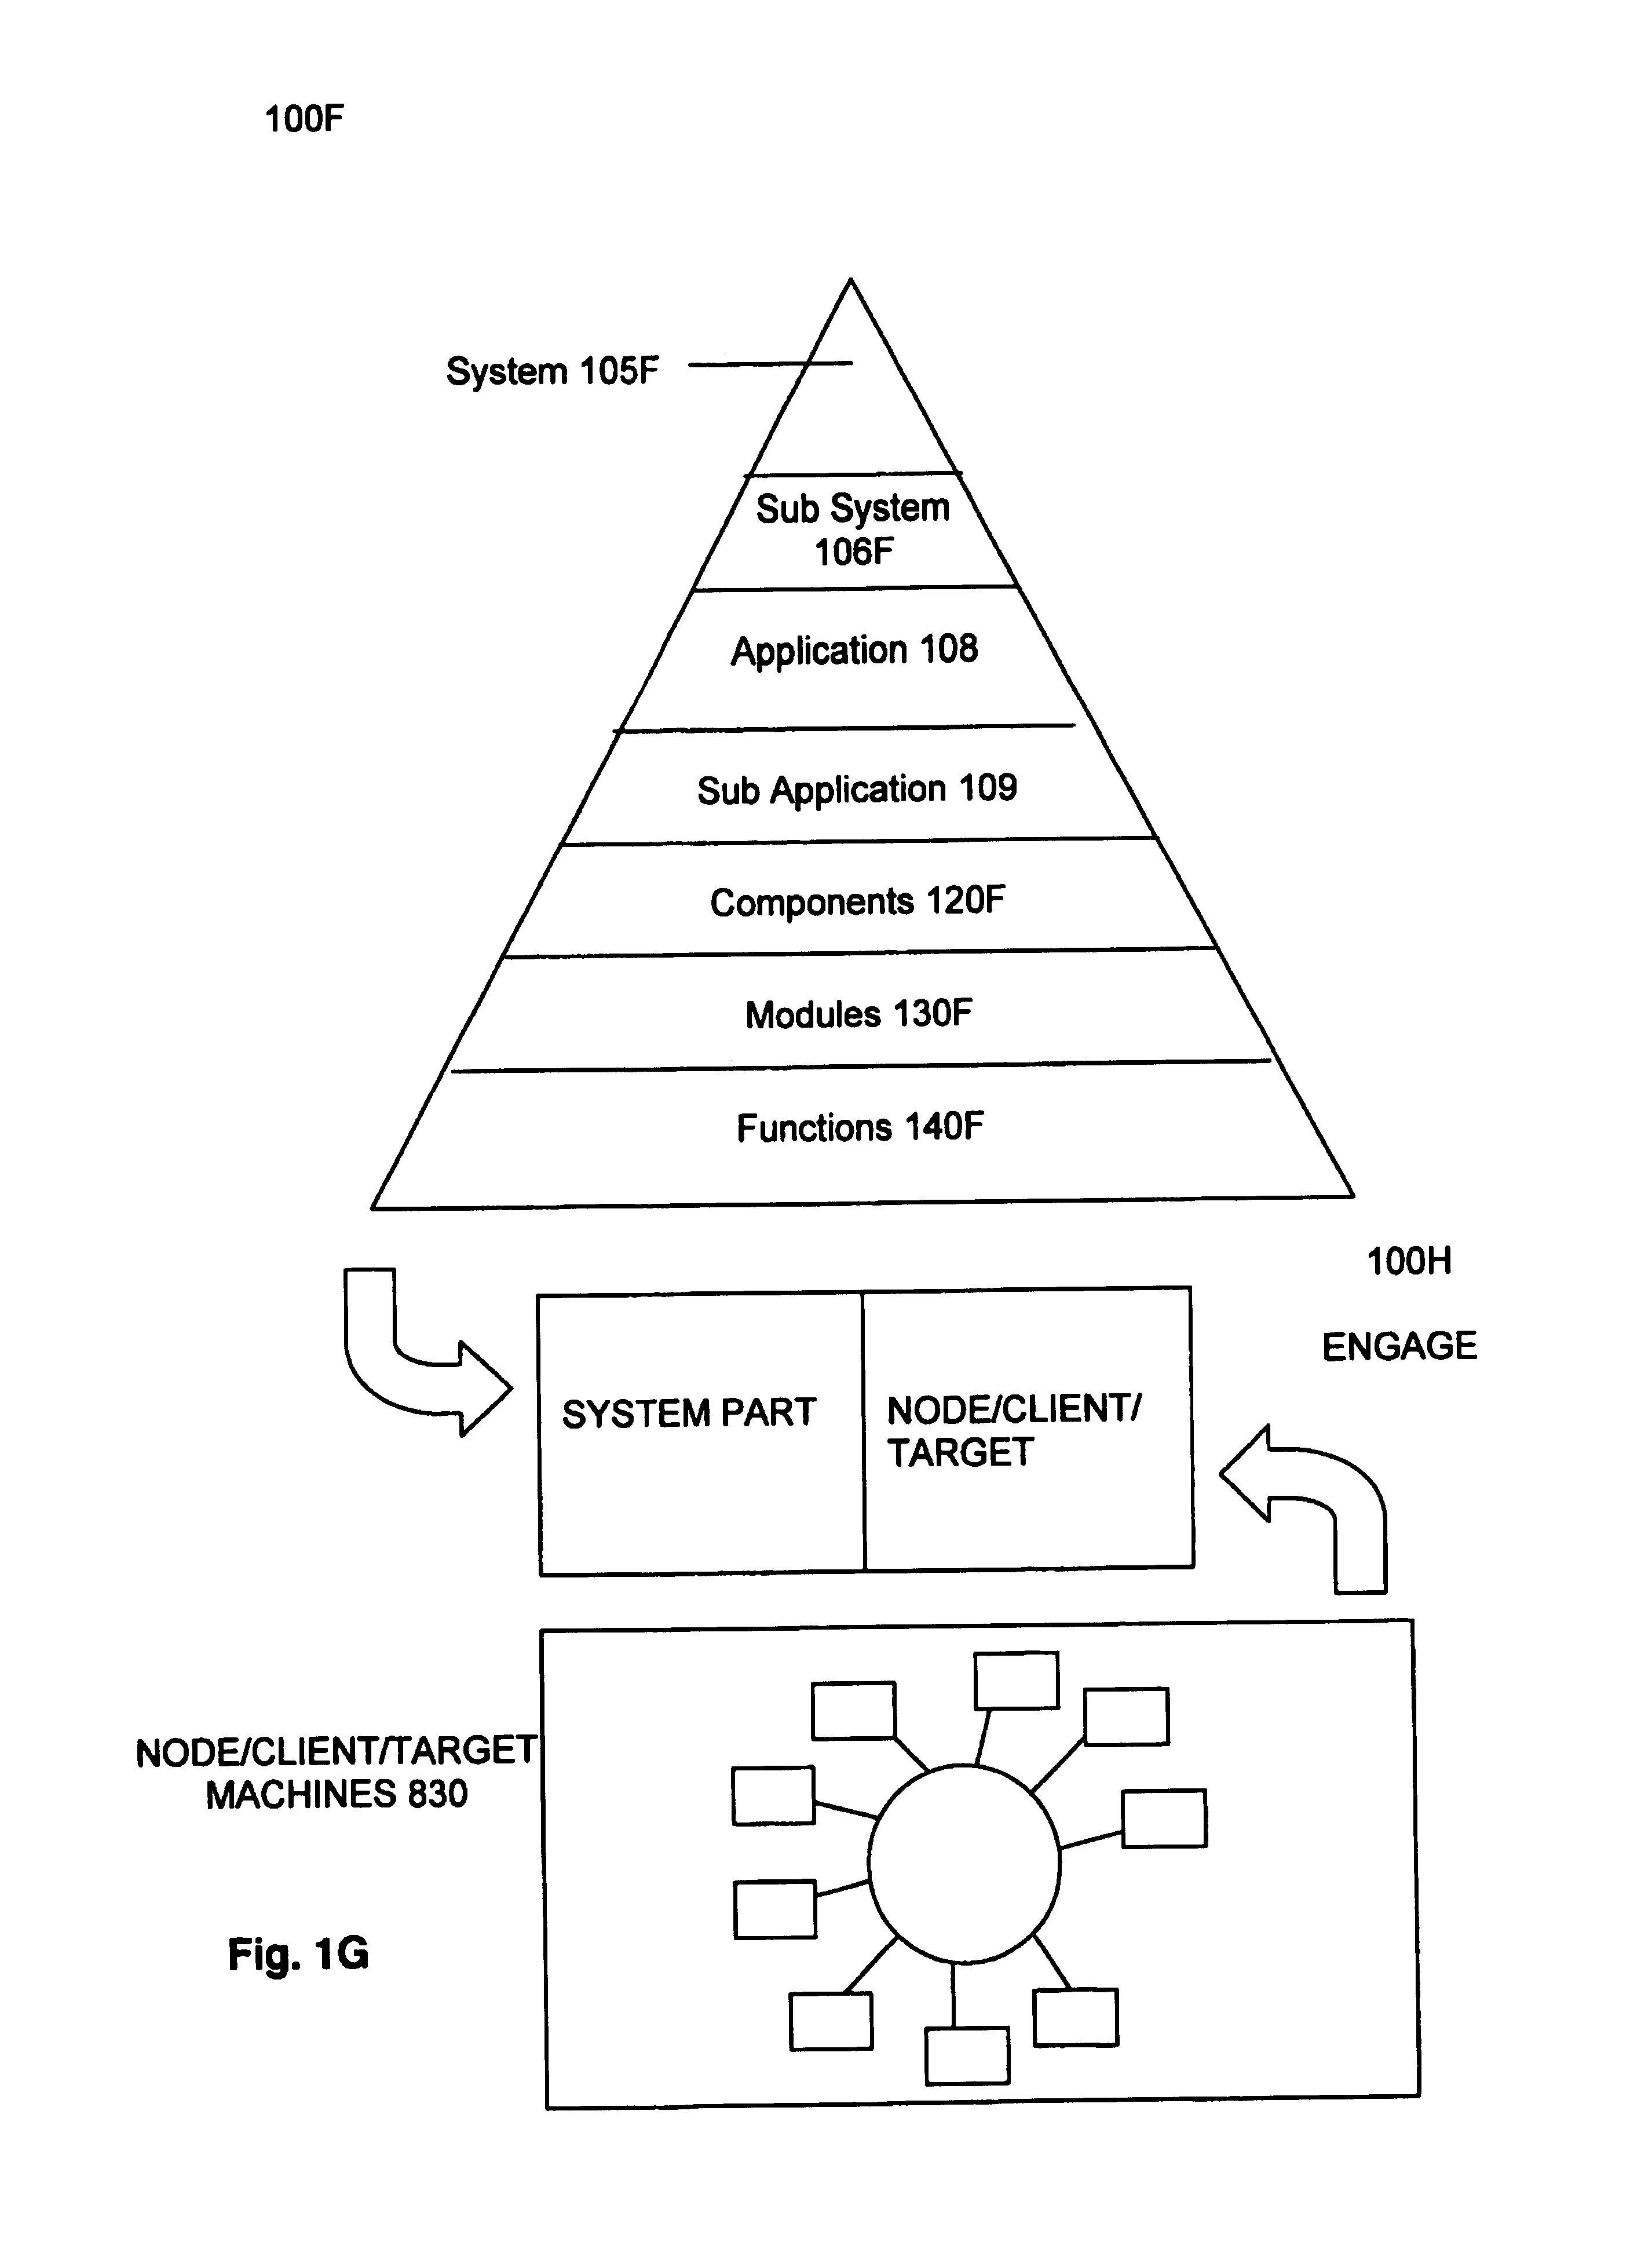 100F
System 105F
Sub System
106F
Application 108
Sub Application 109
Components 120F
Modules 130F
Functions 140F
100H
ENGAGE
SYSTEM PART
NODE/CLIENT/
TARGET
NODE/CLIENT/TARGET
MACHINES 830
Fig. 1G